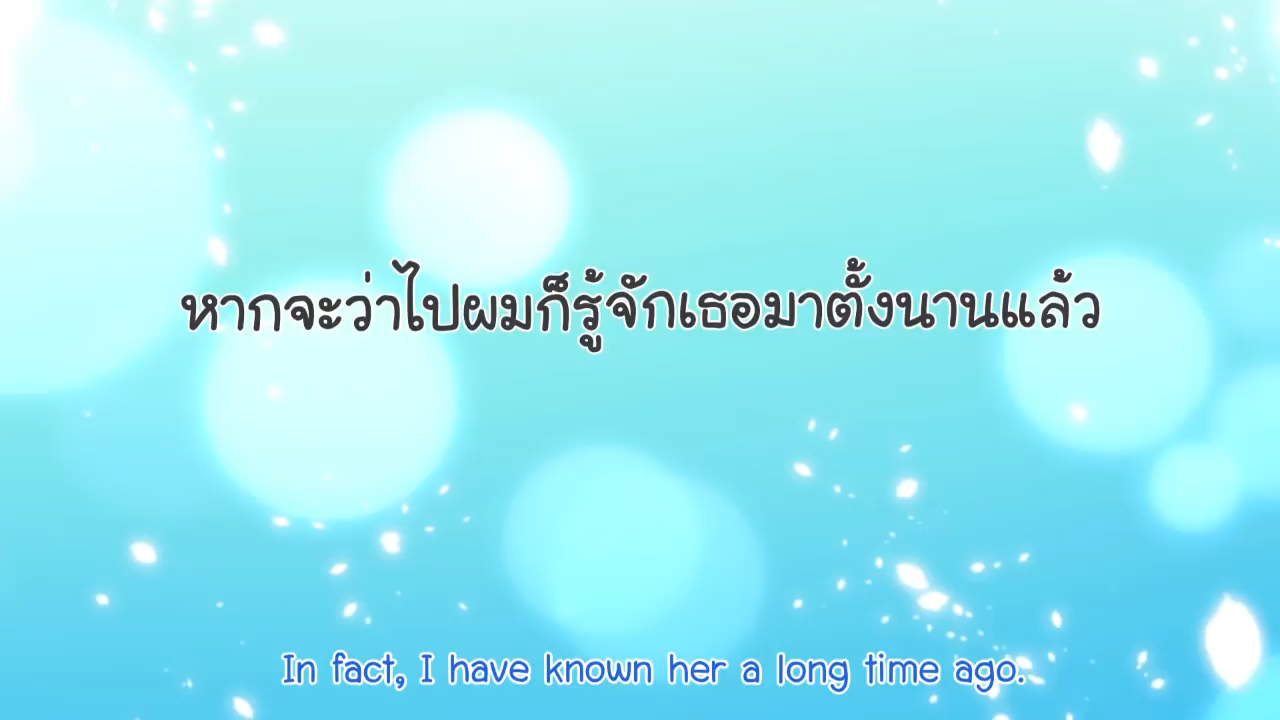 หากจะว่าไปผมก็รู้จักเธอมาตั้งนานแล้ว
In fact, I have known her a long time ago.